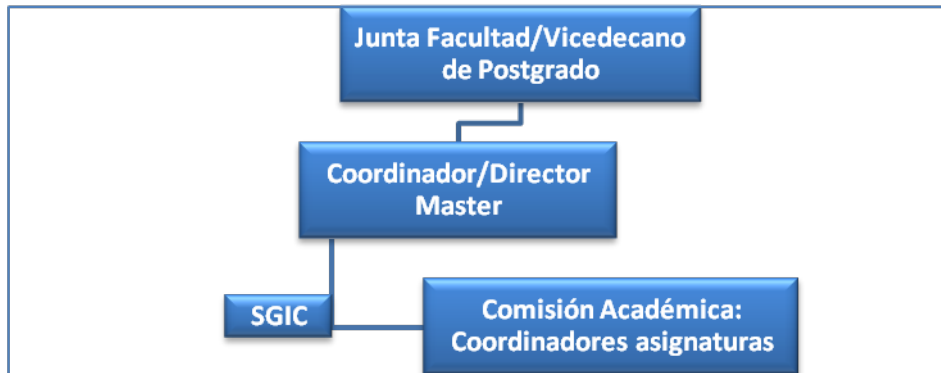 Junta Facultad/Vicedecano
de Postgrado
Coordinador/Director
Master
SGIC
Comisión Académica:
Coordinadores asignaturas